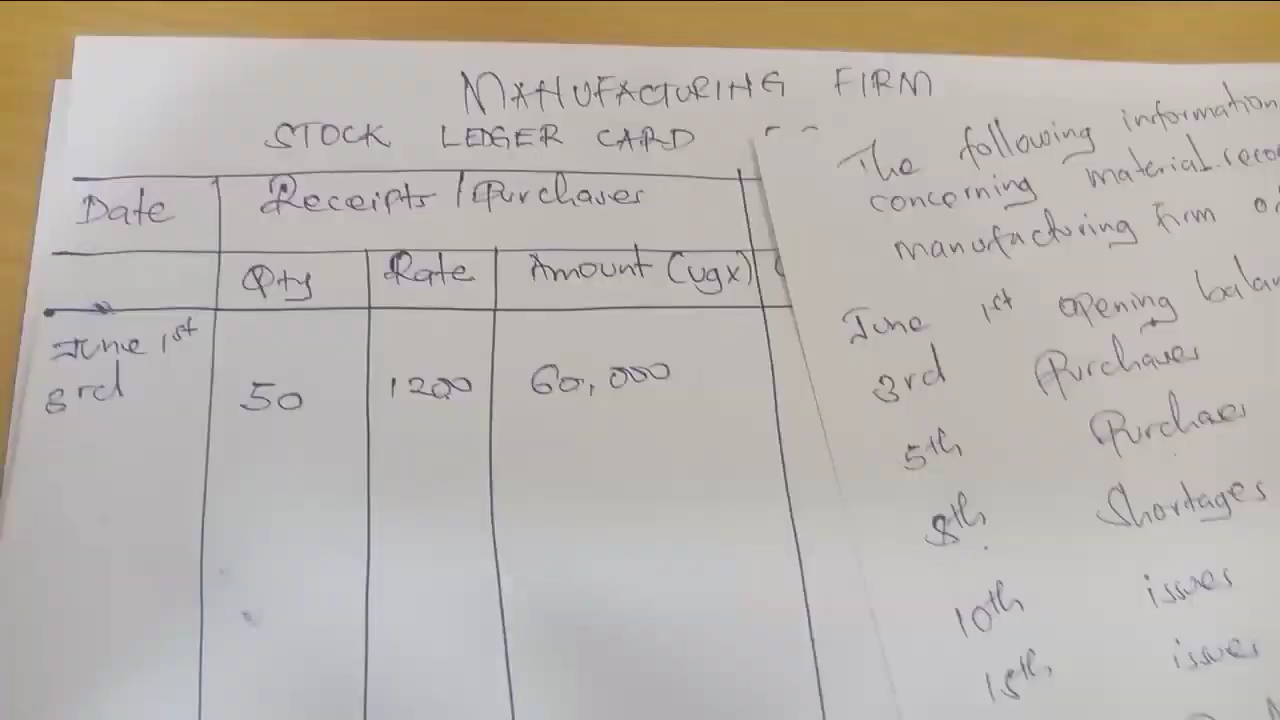 MANUFACTURING FIRM
STOCK LEDGER CARD
Date Receipts / Purchases
Qty Rate Amount (ugx)
June 1st
3rd 50 1200 60,000
The following information
concerning material
manufacturing Firm
June 1st opening
3rd Purchases
5th Purchaes
8th Shortages
10th issues
15th issues